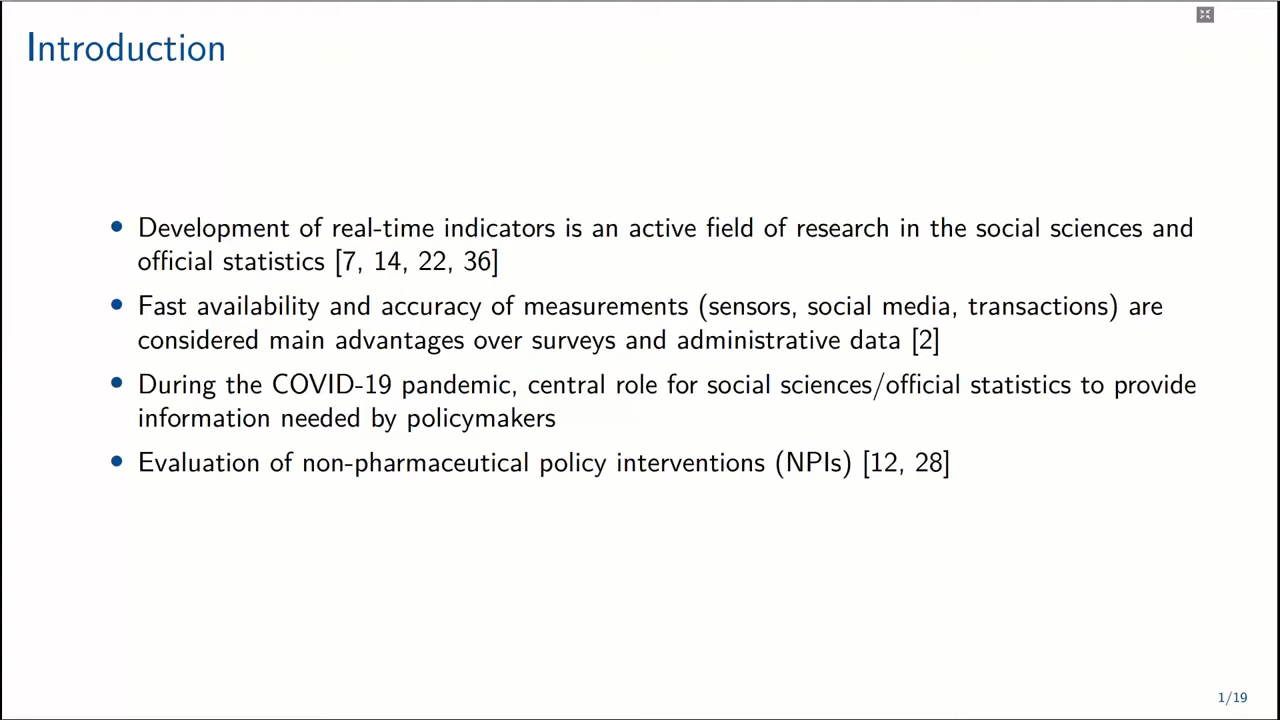 Introduction
• Development of real-time indicators is an active field of research in the social sciences and
official statistics [7, 14, 22, 36]
• Fast availability and accuracy of measurements (sensors, social media, transactions) are
considered main advantages over surveys and administrative data [2]
• During the COVID-19 pandemic, central role for social sciences/official statistics to provide
information needed by policymakers
• Evaluation of non-pharmaceutical policy interventions (NPIs) [12, 28]
1/19